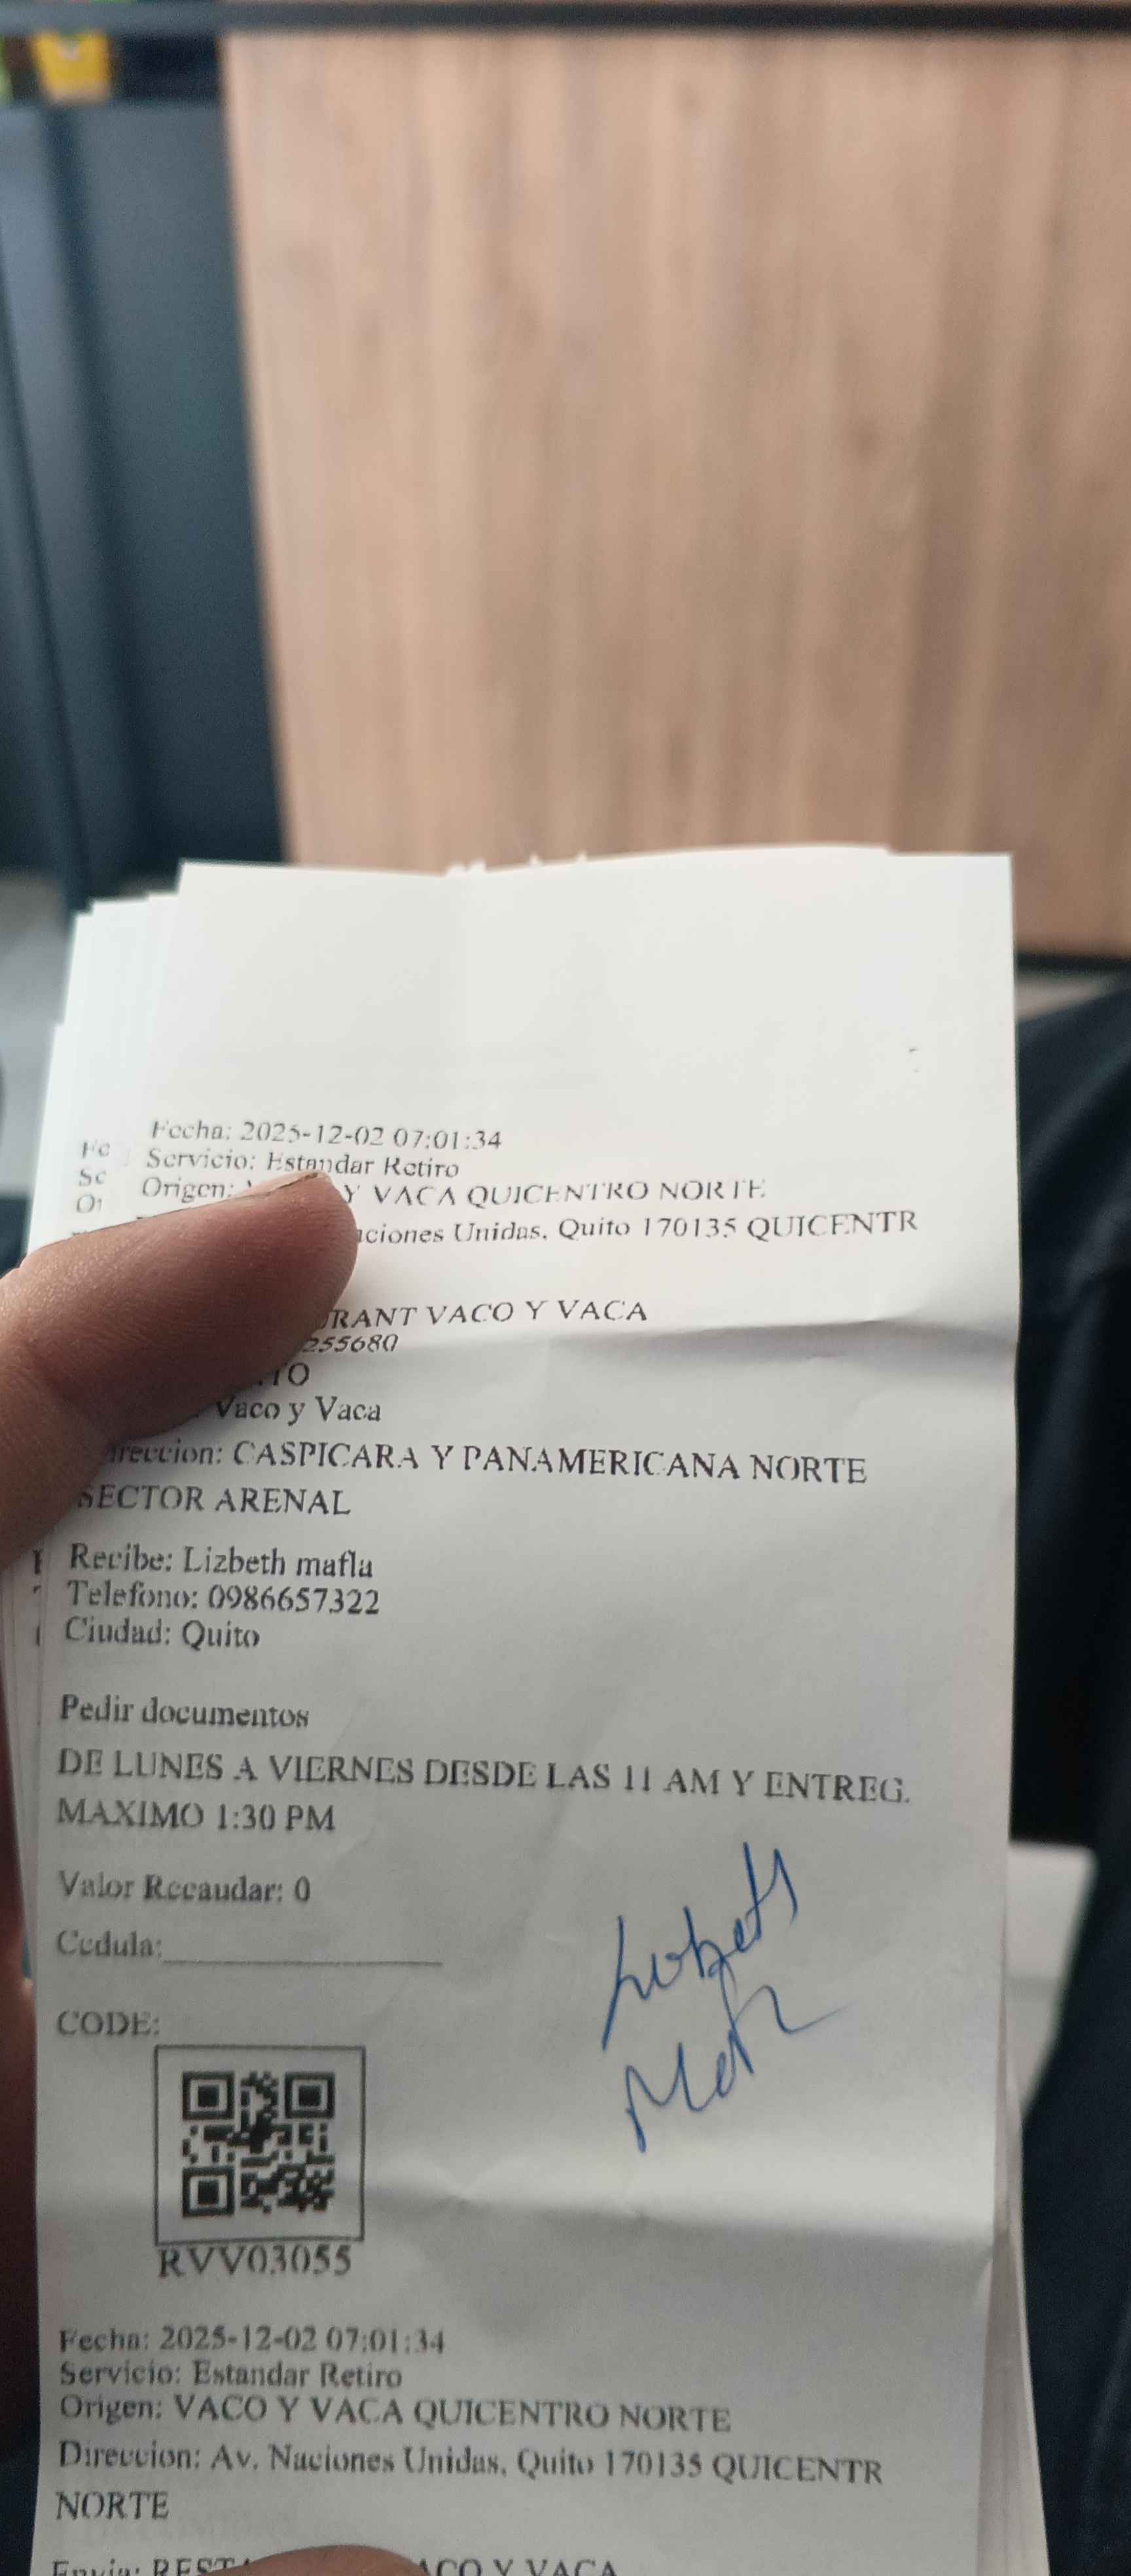 Fecha: 2025-12-02 07:01:34
Servicio: Estandar Retiro
Origen: Y VACA QUICENTRO NORTE
Unidas, Quito 170135 QUICENTR
VACO Y VACA
255680
Vaco y Vaca
CASPICARA Y PANAMERICANA NORTE
SECTOR ARENAL
Recibe: Lizbeth mafla
Telefono: 0986657322
Ciudad: Quito
Pedir documentos
DE LUNES A VIERNES DESDE LAS 11 AM Y ENTREG.
MAXIMO 1:30 PM
Valor Recaudar: 0
Cedula:
CODE:
RVV03055
Fecha: 2025-12-02 07:01:34
Servicio: Estandar Retiro
Origen: VACO Y VACA QUICENTRO NORTE
Direccion: Av. Naciones Unidas, Quito 170135 QUICENTR
NORTE
Y VACA